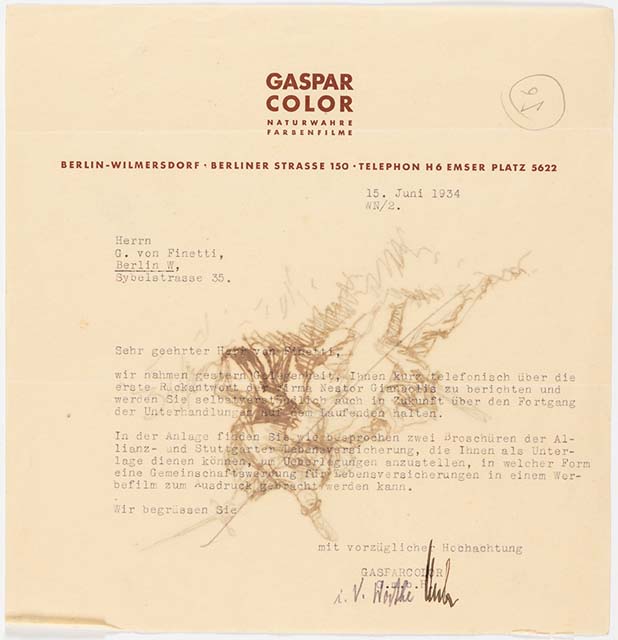 GASPAR
COLOR
NATURWAHRE
FARBENFILME
91
BERLIN-WILMERSDORF · BERLINER STRASSE 150 · TELEPHON H6 EMSER PLATZ 5622
15. Juni 1934
WN/2.
Herrn
G. von Finetti,
Berlin W,
Sybelstrasse 35.
Sehr geehrter Herr von Finetti,
wir nahmen gestern Gelegenheit, Ihnen kurz telefonisch über die
erste Rückantwort der Firma Nestor Gianaclis zu berichten und
werden Sie selbstverständlich auch in Zukunft über den Fortgang
der Unterhandlungen auf dem Laufenden halten.
In der Anlage finden Sie wie besprochen zwei Broschüren der Al-
lianz- und Stuttgarter Lebensversicherung, die Ihnen als Unter-
lage dienen können, um Ueberlegungen anzustellen, in welcher Form
eine Gemeinschaftswerbung für Lebensversicherungen in einem Wer-
befilm zum Ausdruck gebracht werden kann.
Wir begrüssen Sie
mit vorzüglicher Hochachtung
GASPARCOLOR
i. V.